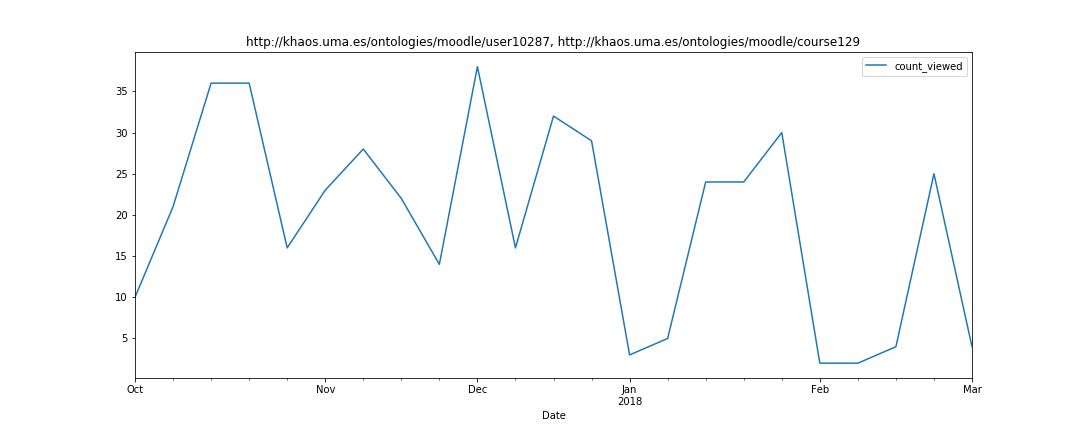 http://khaos.uma.es/ontologies/moodle/user10287, http://khaos.uma.es/ontologies/moodle/course129
count_viewed
35
30
25
20
15
10
5
Oct Nov Dec Jan Feb Mar
2018
Date